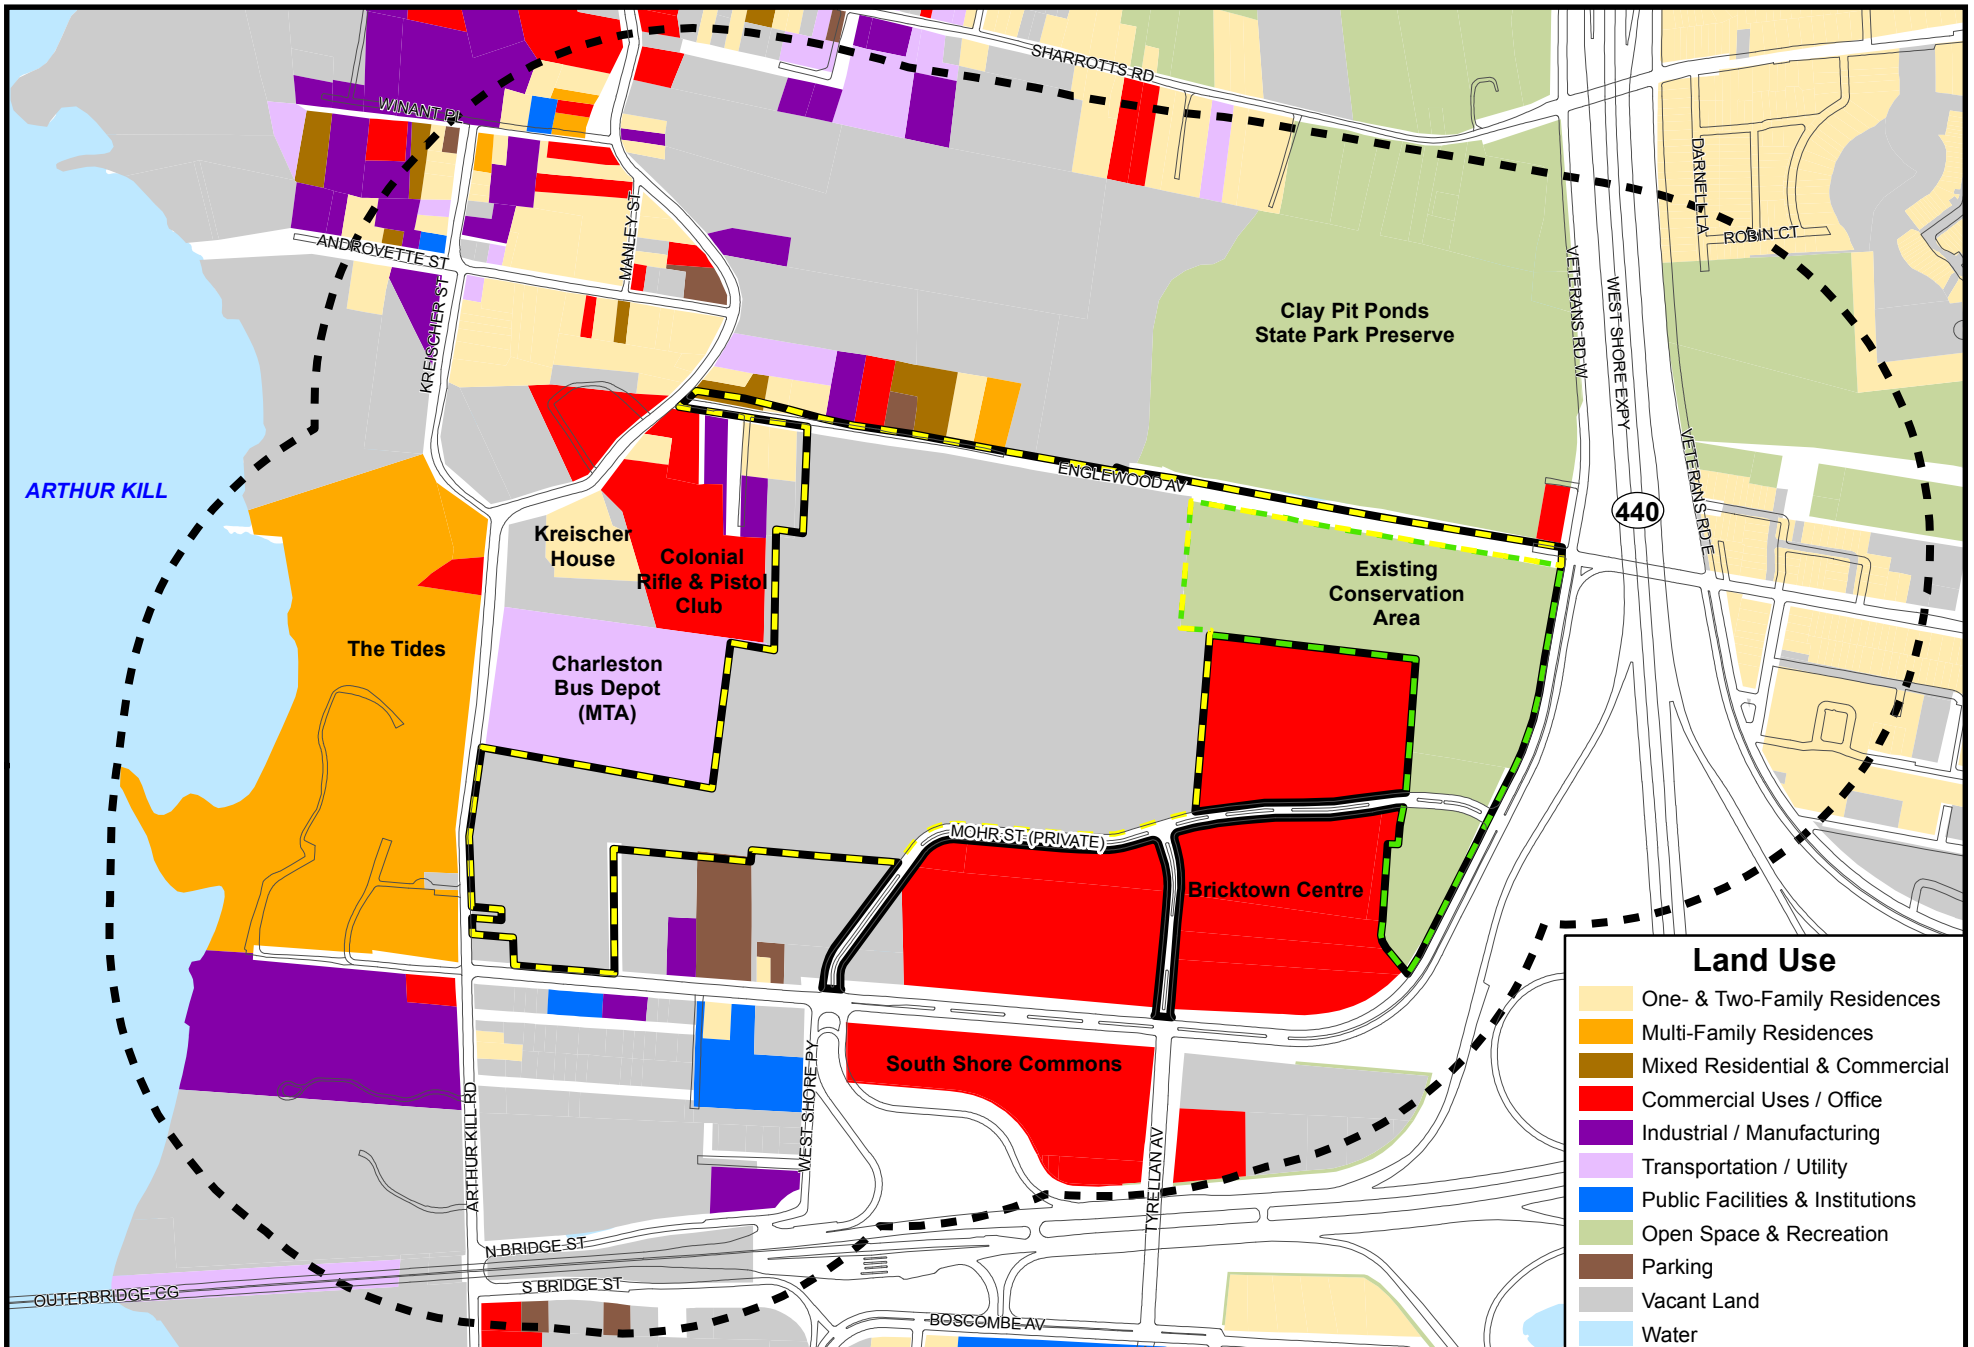 SHARROTTS RD
WINANT PL
DARNELL LA
ROBIN CT
MANLEY ST
ANDROVETTE ST
KREISCHER ST
VETERANS RD W
WEST SHORE EXPY
Clay Pit Ponds
State Park Preserve
VETERANS RD E
ENGLEWOOD AV
ARTHUR KILL
440
Kreischer
House
Colonial
Rifle & Pistol
Club
Existing
Conservation
Area
The Tides
Charleston
Bus Depot
(MTA)
MOHR ST (PRIVATE)
Bricktown Centre
South Shore Commons
WEST SHORE PY
ARTHUR KILL RD
TYRELLAN AV
N BRIDGE ST
S BRIDGE ST
OUTERBRIDGE CG
BOSCOMBE AV
Land Use
One- & Two-Family Residences
Multi-Family Residences
Mixed Residential & Commercial
Commercial Uses / Office
Industrial / Manufacturing
Transportation / Utility
Public Facilities & Institutions
Open Space & Recreation
Parking
Vacant Land
Water